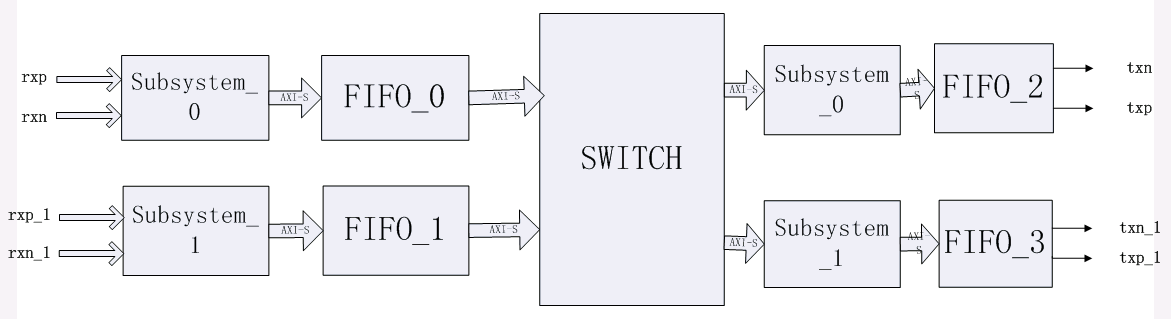 rxp
rxn
Subsystem_
0
AXI-S
FIFO_0
AXI-S
SWITCH
AXI-S
Subsystem
_0
AXI-
S
FIFO_2
txn
txp
rxp_1
rxn_1
Subsystem_
1
AXI-S
FIFO_1
AXI-S
AXI-S
Subsystem
_1
AXI-
S
FIFO_3
txn_1
txp_1